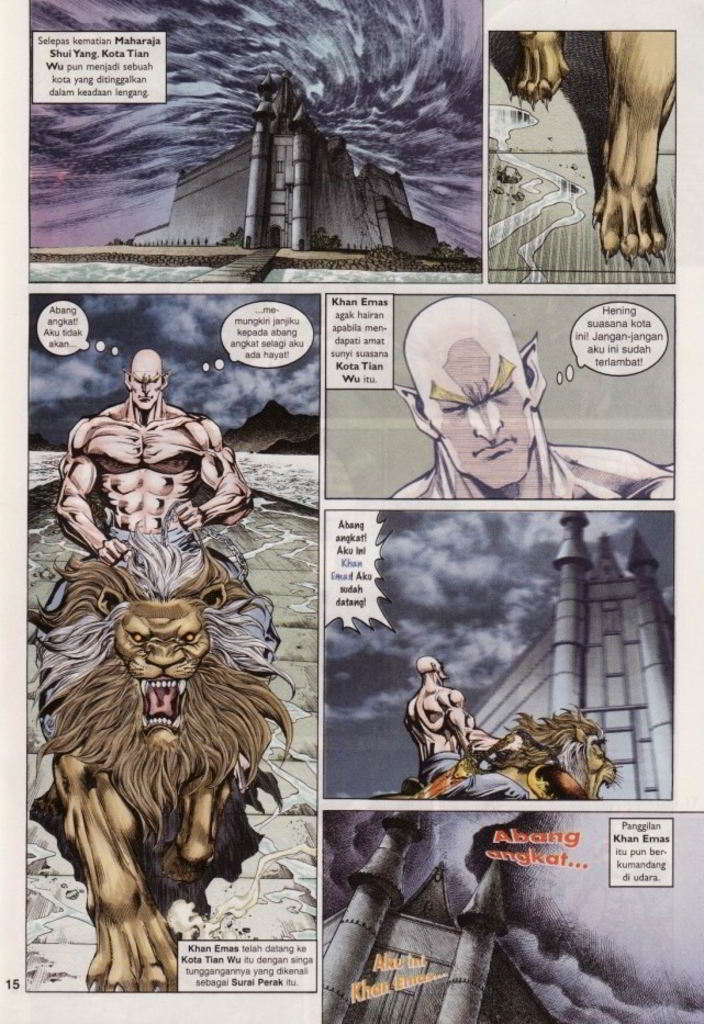 Selepas kematian Maharaja
Shui Yang, Kota Tian
Wu pun menjadi sebuah
kota yang ditinggalkan
dalam keadaan lengang.
Abang
angkat!
Aku tidak
akan...
...me-
mungkiri janjiku
kepada abang
angkat selagi aku
ada hayat!
Khan Emas telah datang ke
Kota Tian Wu itu dengan singa
tunggangannya yang dikenali
sebagai Surai Perak itu.
Khan Emas
agak hairan
apabila men-
dapati amat
sunyi suasana
Kota Tian
Wu itu.
Hening
suasana kota
ini! Jangan-jangan
aku ini sudah
terlambat!
Abang
angkat!
Aku Ini
Khan
Emas! Aku
sudah
datang!
Abang
angkat...
Panggilan
Khan Emas
itu pun ber-
kumandang
di udara.
Aku ini
Khan Emas...
15